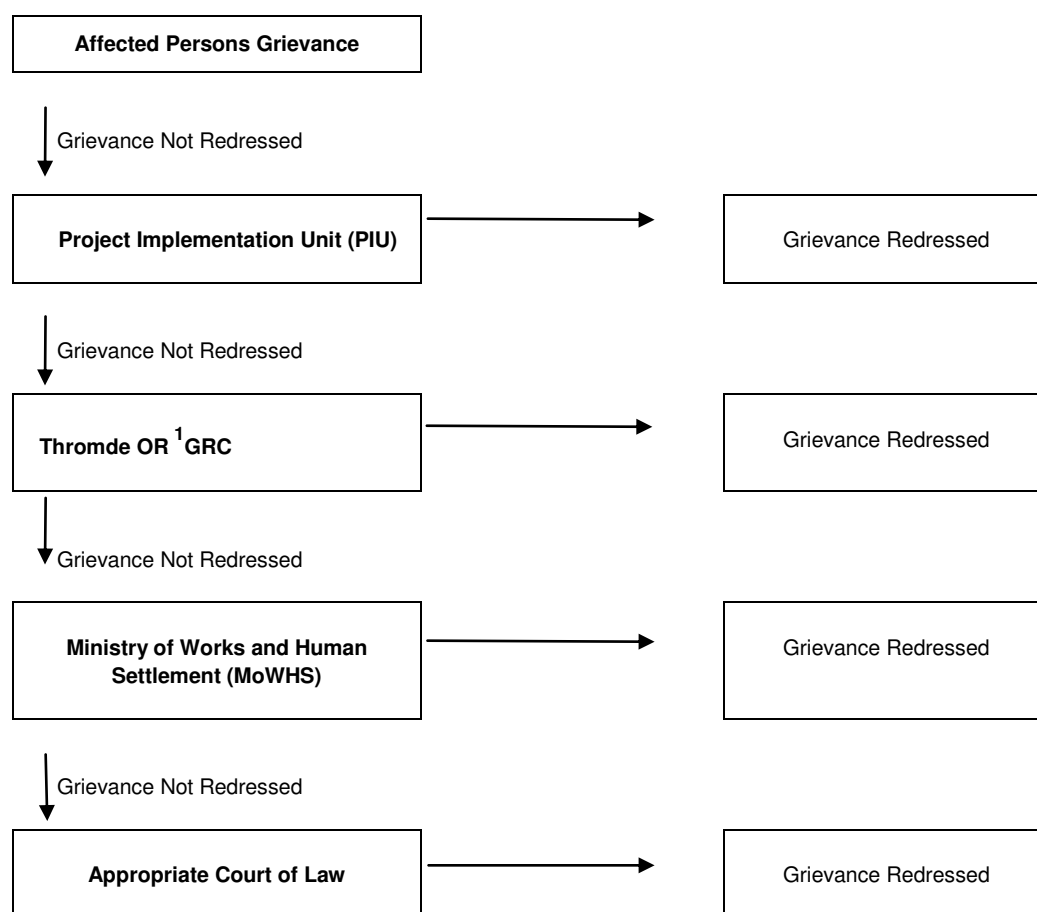 Affected Persons Grievance
Grievance Not Redressed
Project Implementation Unit (PIU)
Grievance Redressed
Grievance Not Redressed
Thromde OR ¹GRC
Grievance Redressed
Grievance Not Redressed
Ministry of Works and Human
Settlement (MoWHS)
Grievance Redressed
Grievance Not Redressed
Appropriate Court of Law
Grievance Redressed